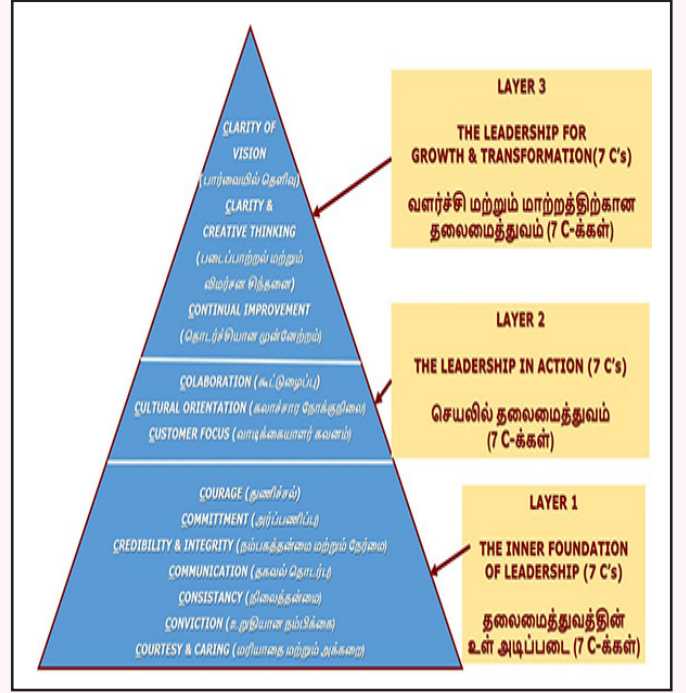 CLARITY OF
VISION
(பார்வையில் தெளிவு)
CLARITY &
CREATIVE THINKING
(படைப்பாற்றல் மற்றும்
விமர்சன சிந்தனை)
CONTINUAL IMPROVEMENT
(தொடர்ச்சியான முன்னேற்றம்)
LAYER 3
THE LEADERSHIP FOR
GROWTH & TRANSFORMATION(7 C's)
வளர்ச்சி மற்றும் மாற்றத்திற்கான
தலைமைத்துவம் (7 C-க்கள்)
COLABORATION (கூட்டுழைப்பு)
CULTURAL ORIENTATION (கலாச்சார நோக்குநிலை)
CUSTOMER FOCUS (வாடிக்கையாளர் கவனம்)
LAYER 2
THE LEADERSHIP IN ACTION (7 C's)
செயலில் தலைமைத்துவம்
(7 C-க்கள்)
COURAGE (துணிச்சல்)
COMMITTMENT (அர்ப்பணிப்பு)
CREDIBILITY & INTEGRITY (நம்பகத்தன்மை மற்றும் நேர்மை)
COMMUNICATION (தகவல் தொடர்பு)
CONSISTANCY (நிலைத்தன்மை)
CONVICTION (உறுதியான நம்பிக்கை)
COURTESY & CARING (மரியாதை மற்றும் அக்கறை)
LAYER 1
THE INNER FOUNDATION
OF LEADERSHIP (7 C's)
தலைமைத்துவத்தின்
உள் அடிப்படை (7 C-க்கள்)